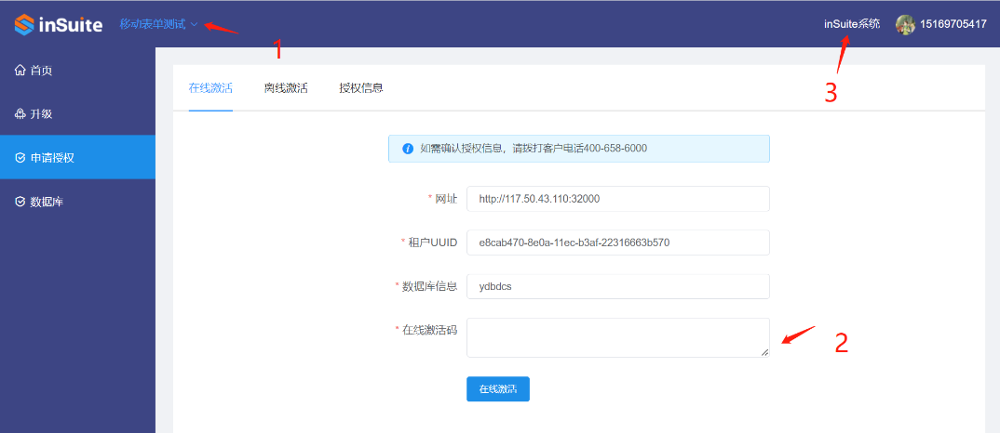 inSuite 移动表单测试 inSuite系统 15169705417
1
3
首页
在线激活 离线激活 授权信息
升级
如需确认授权信息，请拨打客户电话400-658-6000
申请授权
* 网址 http://117.50.43.110:32000
数据库
* 租户UUID e8cab470-8e0a-11ec-b3af-22316663b570
* 数据库信息 ydbdcs
* 在线激活码
2
在线激活